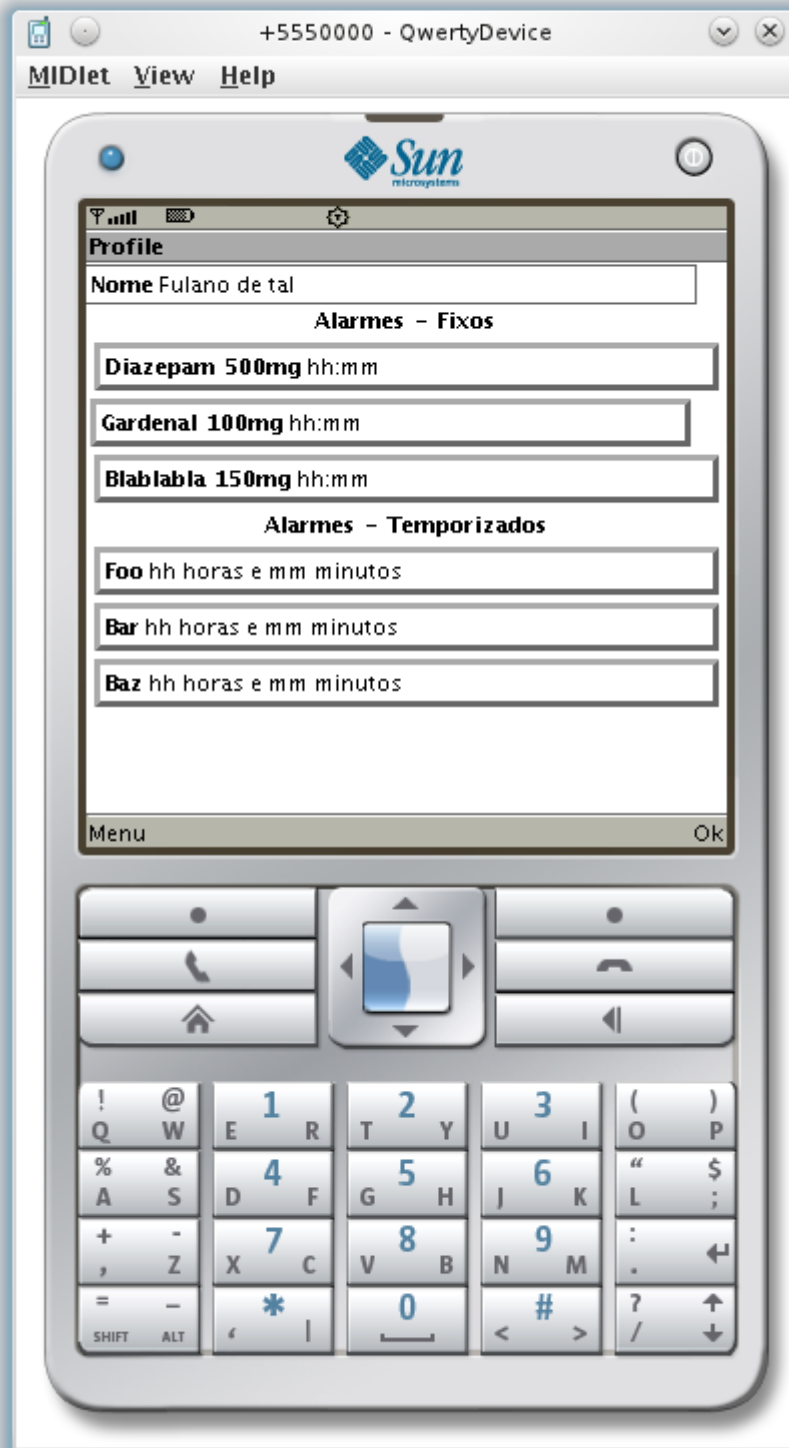 +5550000 - QwertyDevice
MIDlet View Help
Sun
microsystems
Profile
Nome Fulano de tal
Alarmes - Fixos
Diazepam 500mg hh:mm
Gardenal 100mg hh:mm
Blablabla 150mg hh:mm
Alarmes - Temporizados
Foo hh horas e mm minutos
Bar hh horas e mm minutos
Baz hh horas e mm minutos
Menu Ok
! @ 1 2 3 ( )
Q W E R T Y U I O P
% & 4 5 6 “ $
A S D F G H J K L ;
+ - 7 8 9 :
, Z X C V B N M .
= – * 0 # ?
SHIFT ALT ‘ | < > /